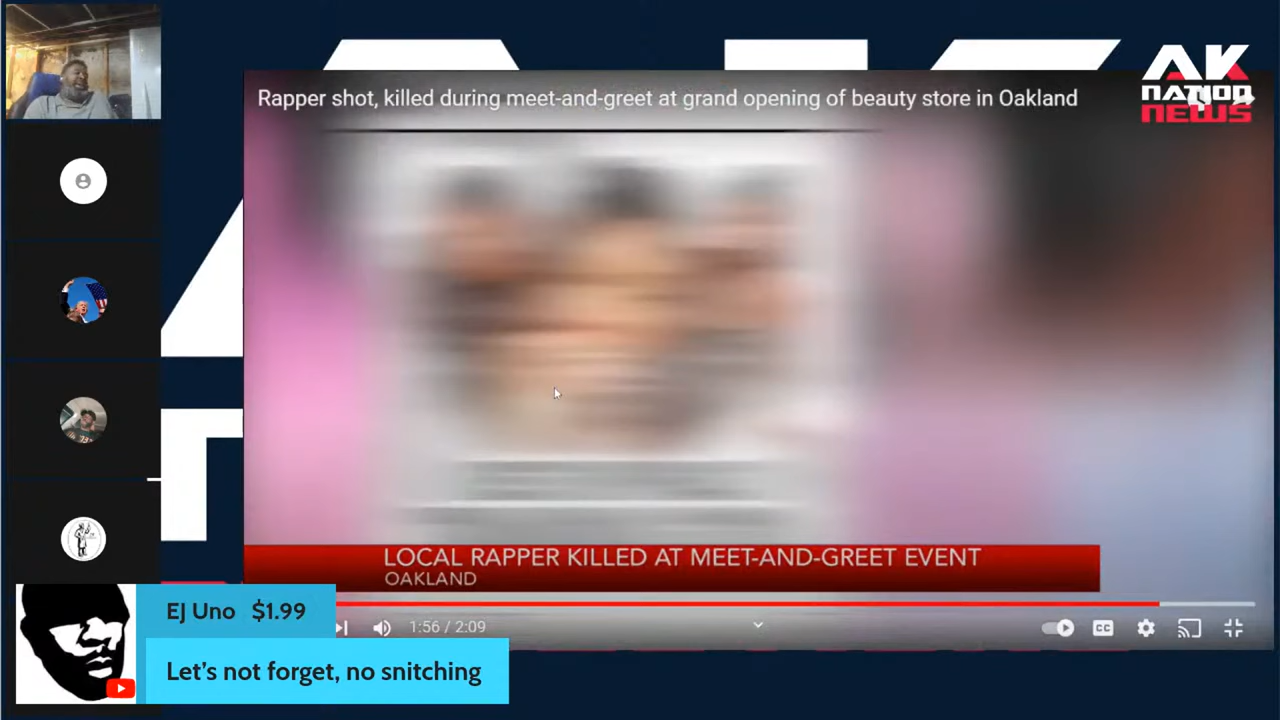 Rapper shot, killed during meet-and-greet at grand opening of beauty store in Oakland
AK
NATION
NEWS
LOCAL RAPPER KILLED AT MEET-AND-GREET EVENT
OAKLAND
1:56 / 2:09
CC
EJ Uno $1.99
Let's not forget, no snitching